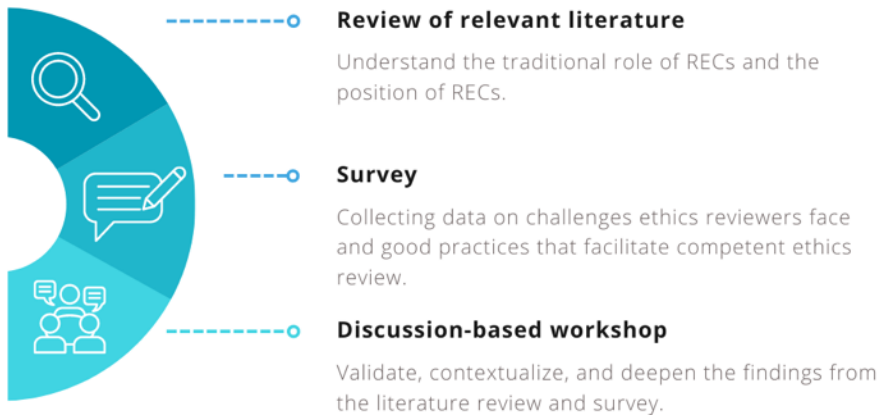 Review of relevant literature
Understand the traditional role of RECs and the
position of RECs.
Survey
Collecting data on challenges ethics reviewers face
and good practices that facilitate competent ethics
review.
Discussion-based workshop
Validate, contextualize, and deepen the findings from
the literature review and survey.